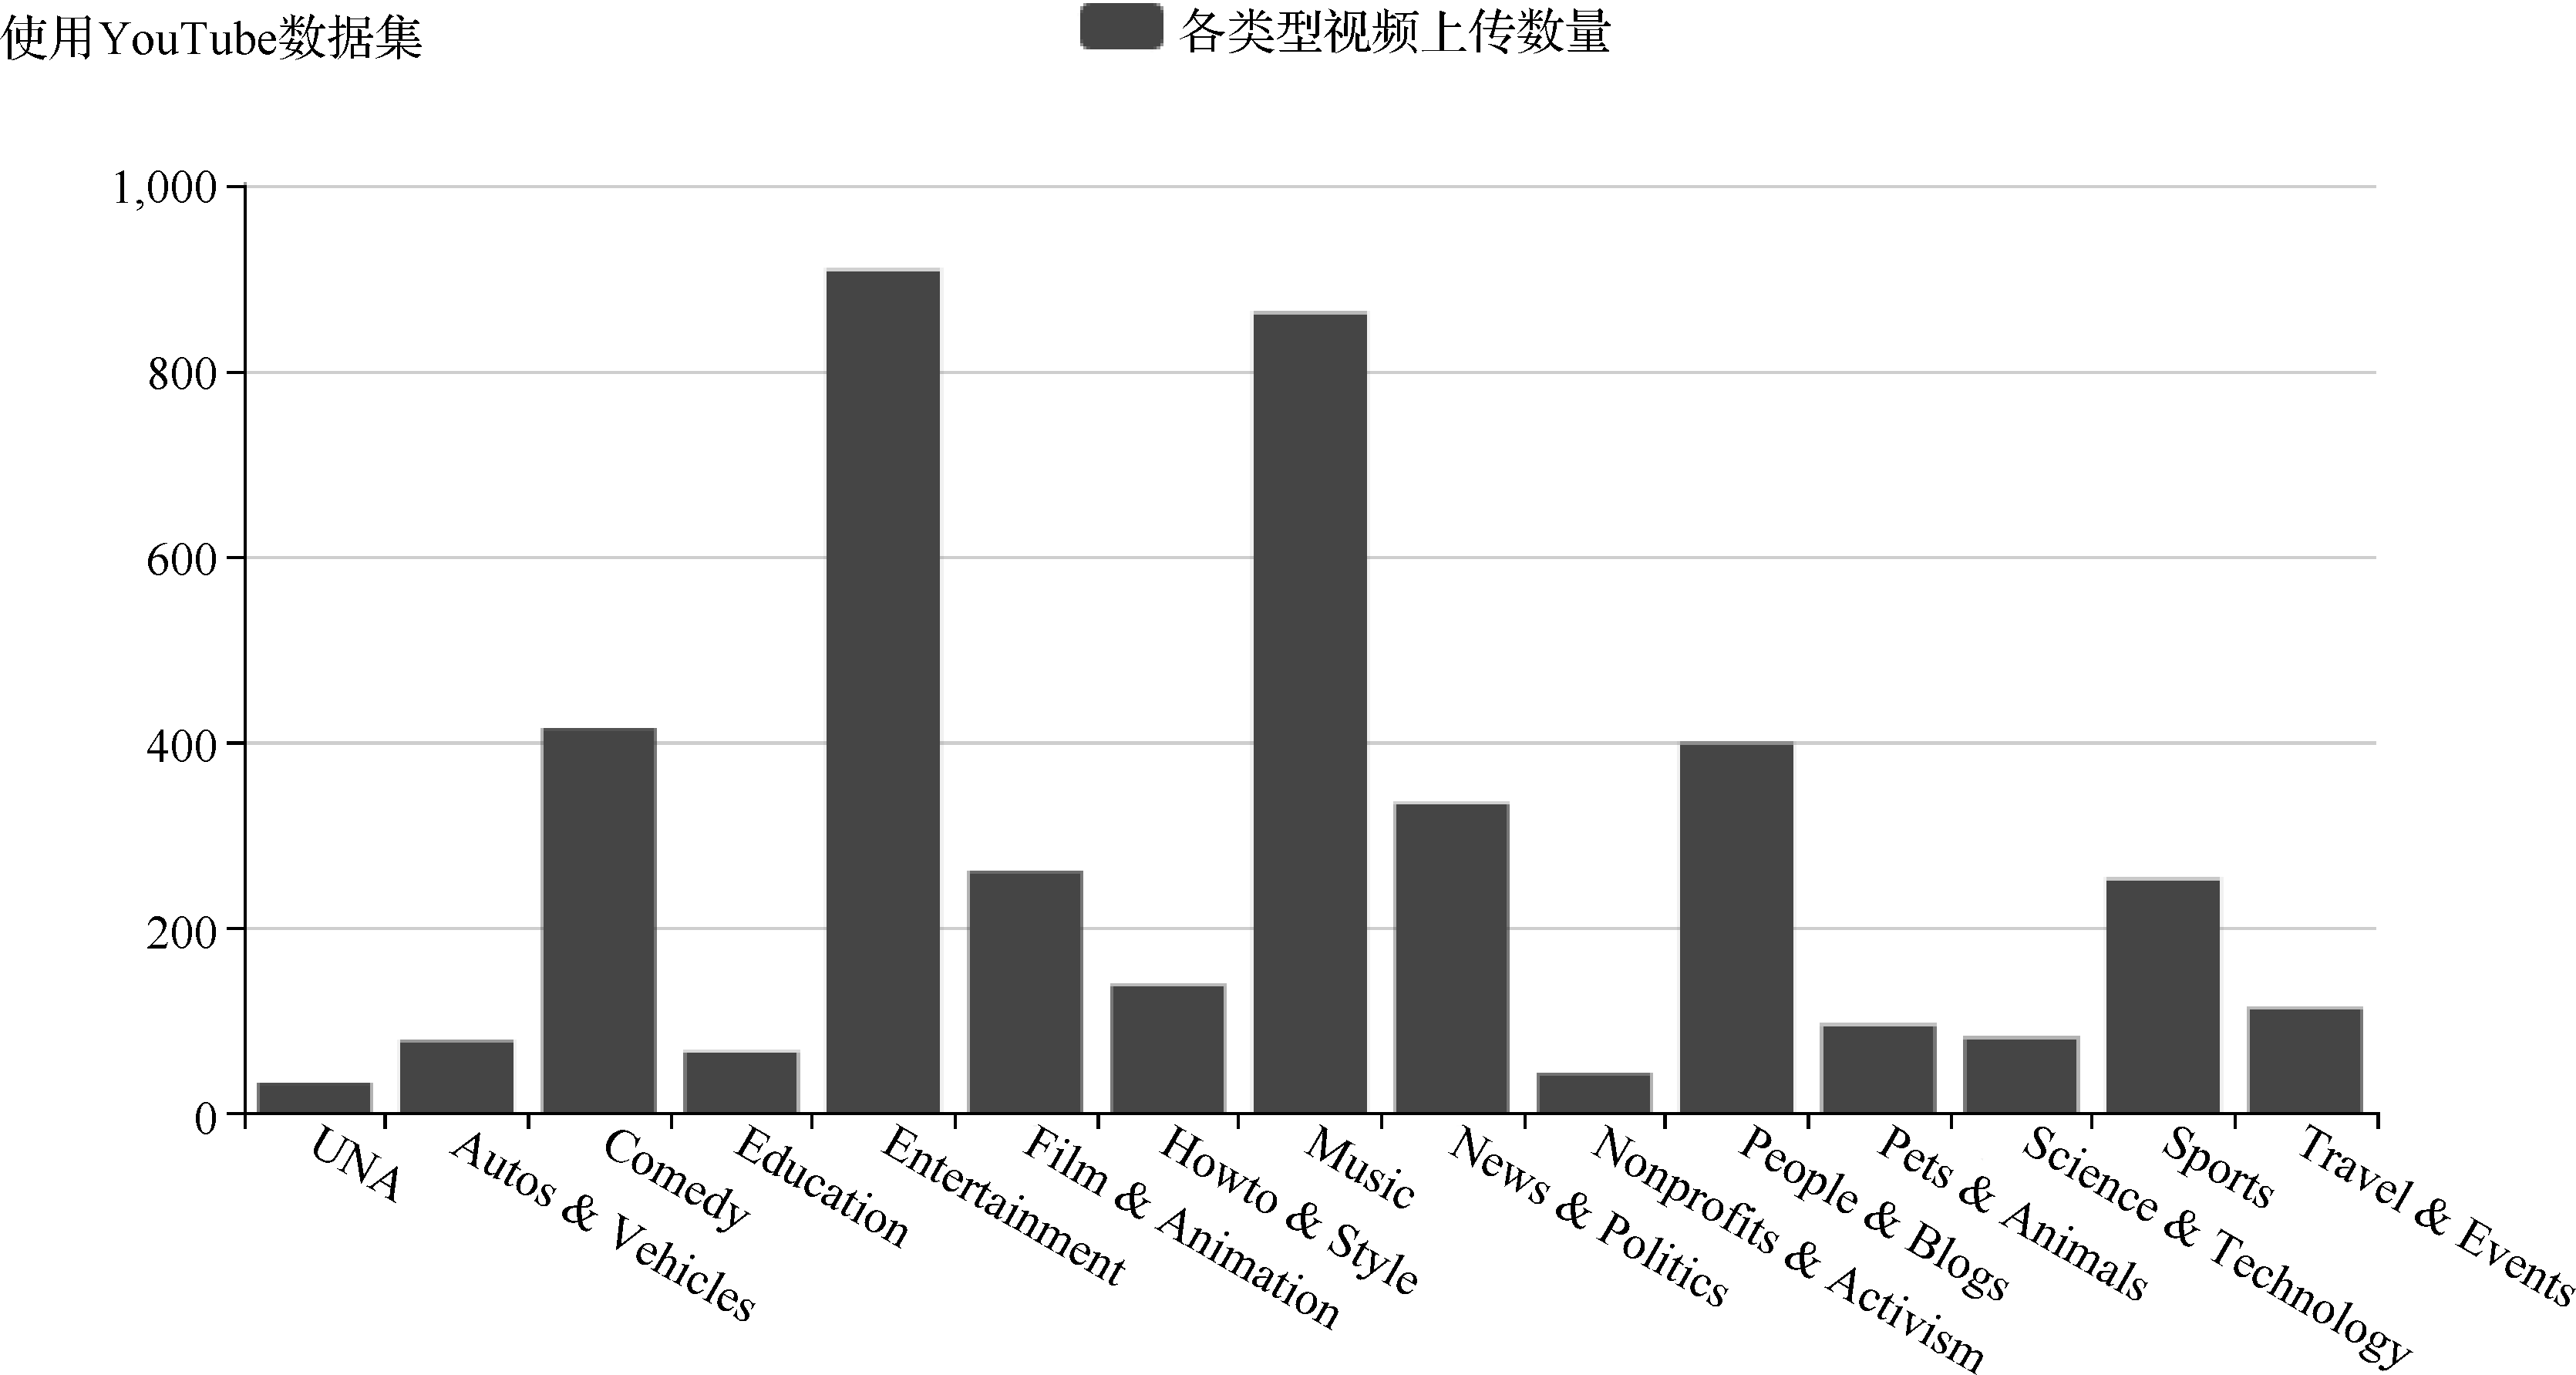 使用YouTube数据集
各类型视频上传数量
1,000
800
600
400
200
0
UNA
Autos & Vehicles
Comedy
Education
Entertainment
Film & Animation
Howto & Style
Music
News & Politics
Nonprofits & Activism
People & Blogs
Pets & Animals
Science & Technology
Sports
Travel & Events